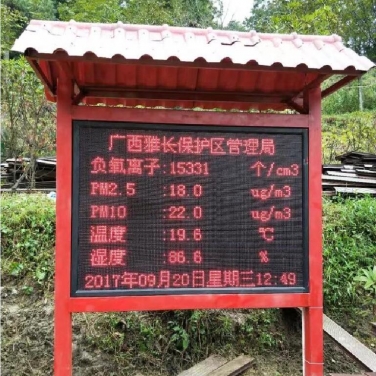 广西雅长保护区管理局
负氧离子:15331 个/cm3
PM2.5 :18.0 ug/m3
PM10 :22.0 ug/m3
温度 :19.6 ℃
湿度 :86.6 %
2017年09月20日星期三12:49